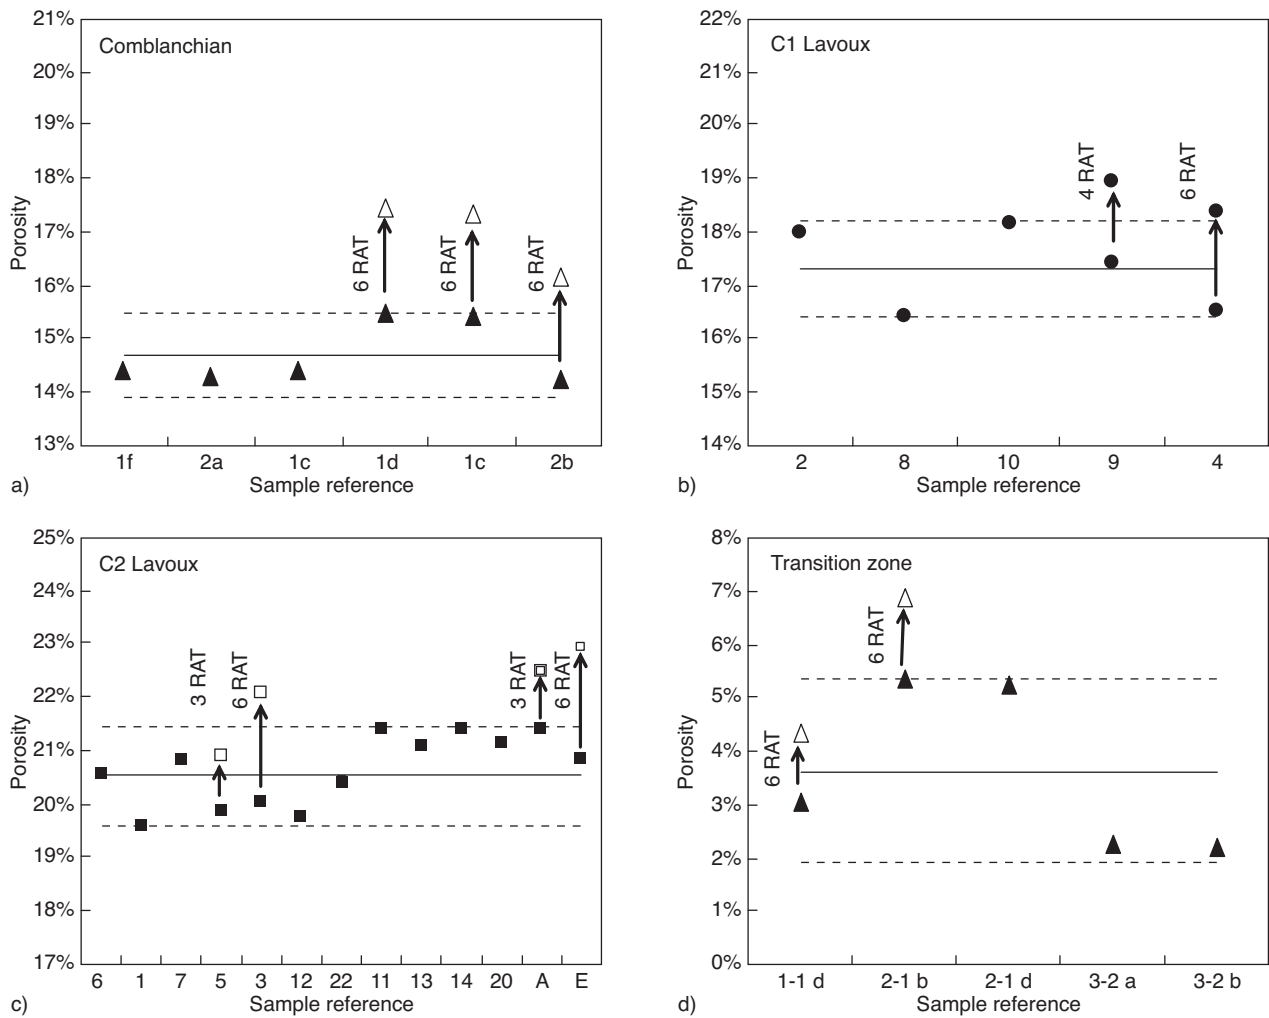 21%
Comblanchian
20%
19%
18%
17%
16%
15%
14%
13%
Porosity
6 RAT
6 RAT
6 RAT
1f 2a 1c 1d 1c 2b
Sample reference
a)
22%
C1 Lavoux
21%
20%
19%
18%
17%
16%
15%
14%
Porosity
4 RAT
6 RAT
2 8 10 9 4
Sample reference
b)
25%
C2 Lavoux
24%
23%
22%
21%
20%
19%
18%
17%
Porosity
3 RAT
6 RAT
3 RAT
6 RAT
6 1 7 5 3 12 22 11 13 14 20 A E
Sample reference
c)
8%
Transition zone
7%
6%
5%
4%
3%
2%
1%
0%
Porosity
6 RAT
6 RAT
1-1 d 2-1 b 2-1 d 3-2 a 3-2 b
Sample reference
d)